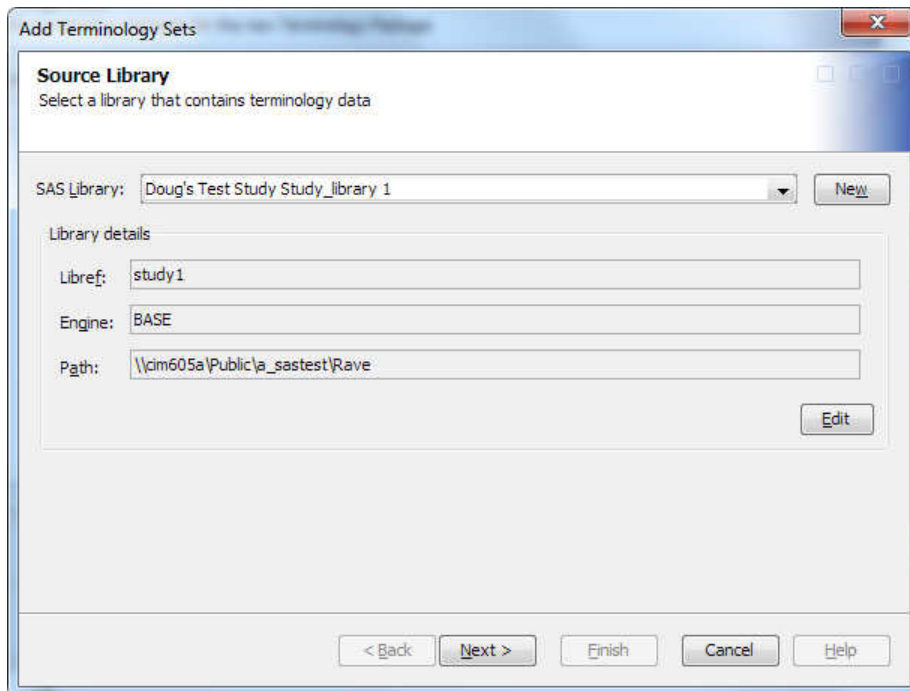 Add Terminology Sets
Source Library
Select a library that contains terminology data
SAS Library: Doug's Test Study Study_library 1 New
Library details
Libref: study1
Engine: BASE
Path: \\cim605a\Public\a_sastest\Rave
Edit
< Back Next > Finish Cancel Help